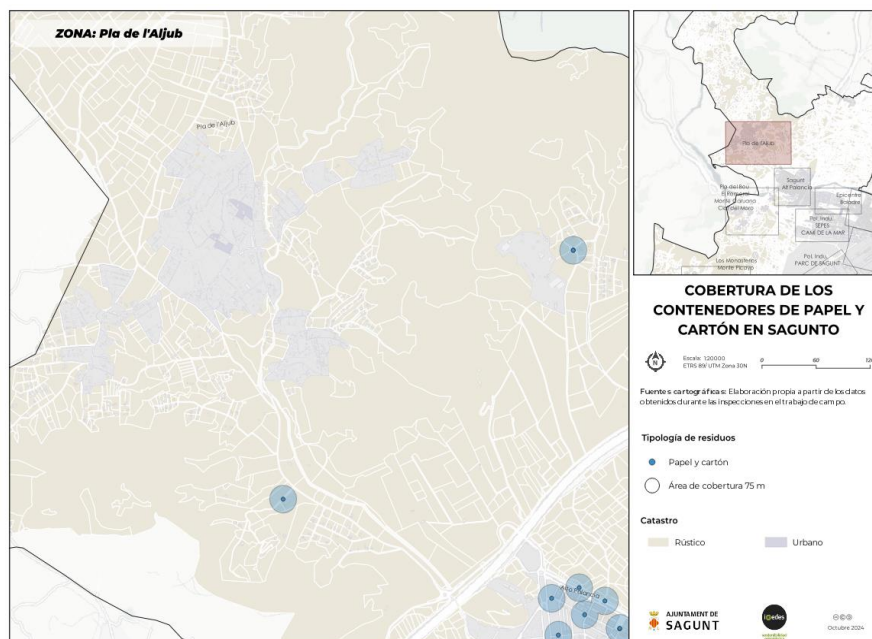 ZONA: Pla de l'Aljub
Pla de l'Aljub
Alto Palancia
Pla de l'Aljub
Sagunt
Alt Palancia
Pla del Bou
Monte Picayo
Epicentre
Pol. Indu.
SEPES
CAMÍ DE LA MAR
Pol. Indu.
PARC DE SAGUNT
COBERTURA DE LOS
CONTENEDORES DE PAPEL Y
CARTÓN EN SAGUNTO
N
Escala: 1:20000
ETRS 89/ UTM Zona 30N
0 60 120
Fuentes cartográficas: Elaboración propia a partir de los datos
obtenidos durante las inspecciones en el trabajo de campo.
Tipología de residuos
Papel y cartón
Área de cobertura 75 m
Catastro
Rústico
Urbano
AJUNTAMENT DE
SAGUNT
Octubre 2024